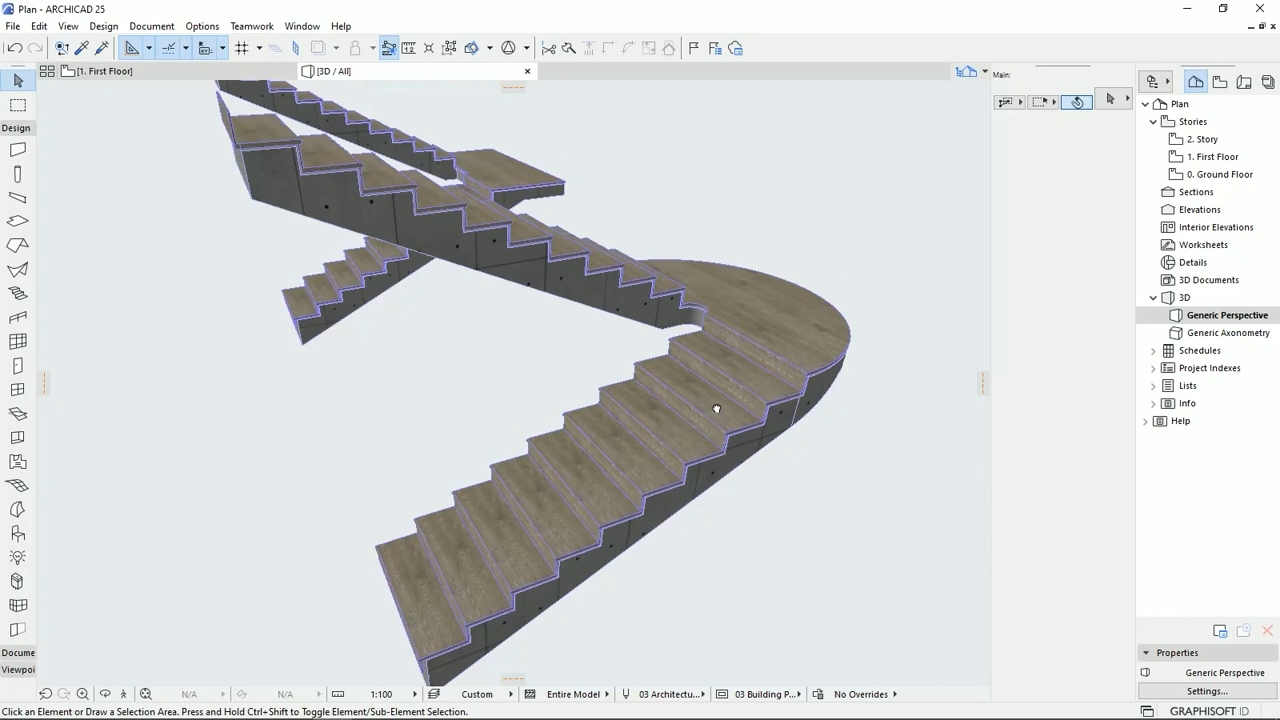 Plan - ARCHICAD 25
File Edit View Design Document Options Teamwork Window Help
[1. First Floor]
[3D / All]
Main:
Design
Plan
Stories
2. Story
1. First Floor
0. Ground Floor
Sections
Elevations
Interior Elevations
Worksheets
Details
3D Documents
3D
Generic Perspective
Generic Axonometry
Schedules
Project Indexes
Lists
Info
Help
Docume
Viewpoi
Properties
Generic Perspective
Settings...
N/A N/A 1:100 Custom Entire Model 03 Architectu... 03 Building P... No Overrides
Click an Element or Draw a Selection Area. Press and Hold Ctrl+Shift to Toggle Element/Sub-Element Selection.
GRAPHISOFT ID